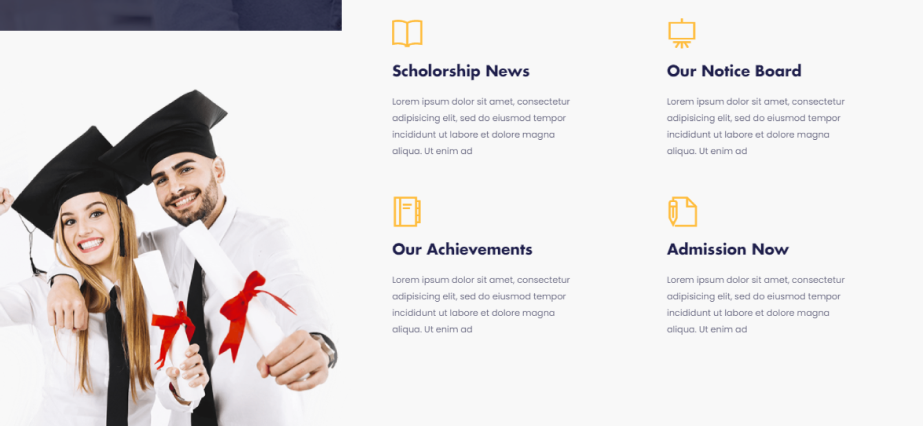 Scholorship News
Lorem ipsum dolor sit amet, consectetur
adipisicing elit, sed do eiusmod tempor
incididunt ut labore et dolore magna
aliqua. Ut enim ad
Our Notice Board
Lorem ipsum dolor sit amet, consectetur
adipisicing elit, sed do eiusmod tempor
incididunt ut labore et dolore magna
aliqua. Ut enim ad
Our Achievements
Lorem ipsum dolor sit amet, consectetur
adipisicing elit, sed do eiusmod tempor
incididunt ut labore et dolore magna
aliqua. Ut enim ad
Admission Now
Lorem ipsum dolor sit amet, consectetur
adipisicing elit, sed do eiusmod tempor
incididunt ut labore et dolore magna
aliqua. Ut enim ad